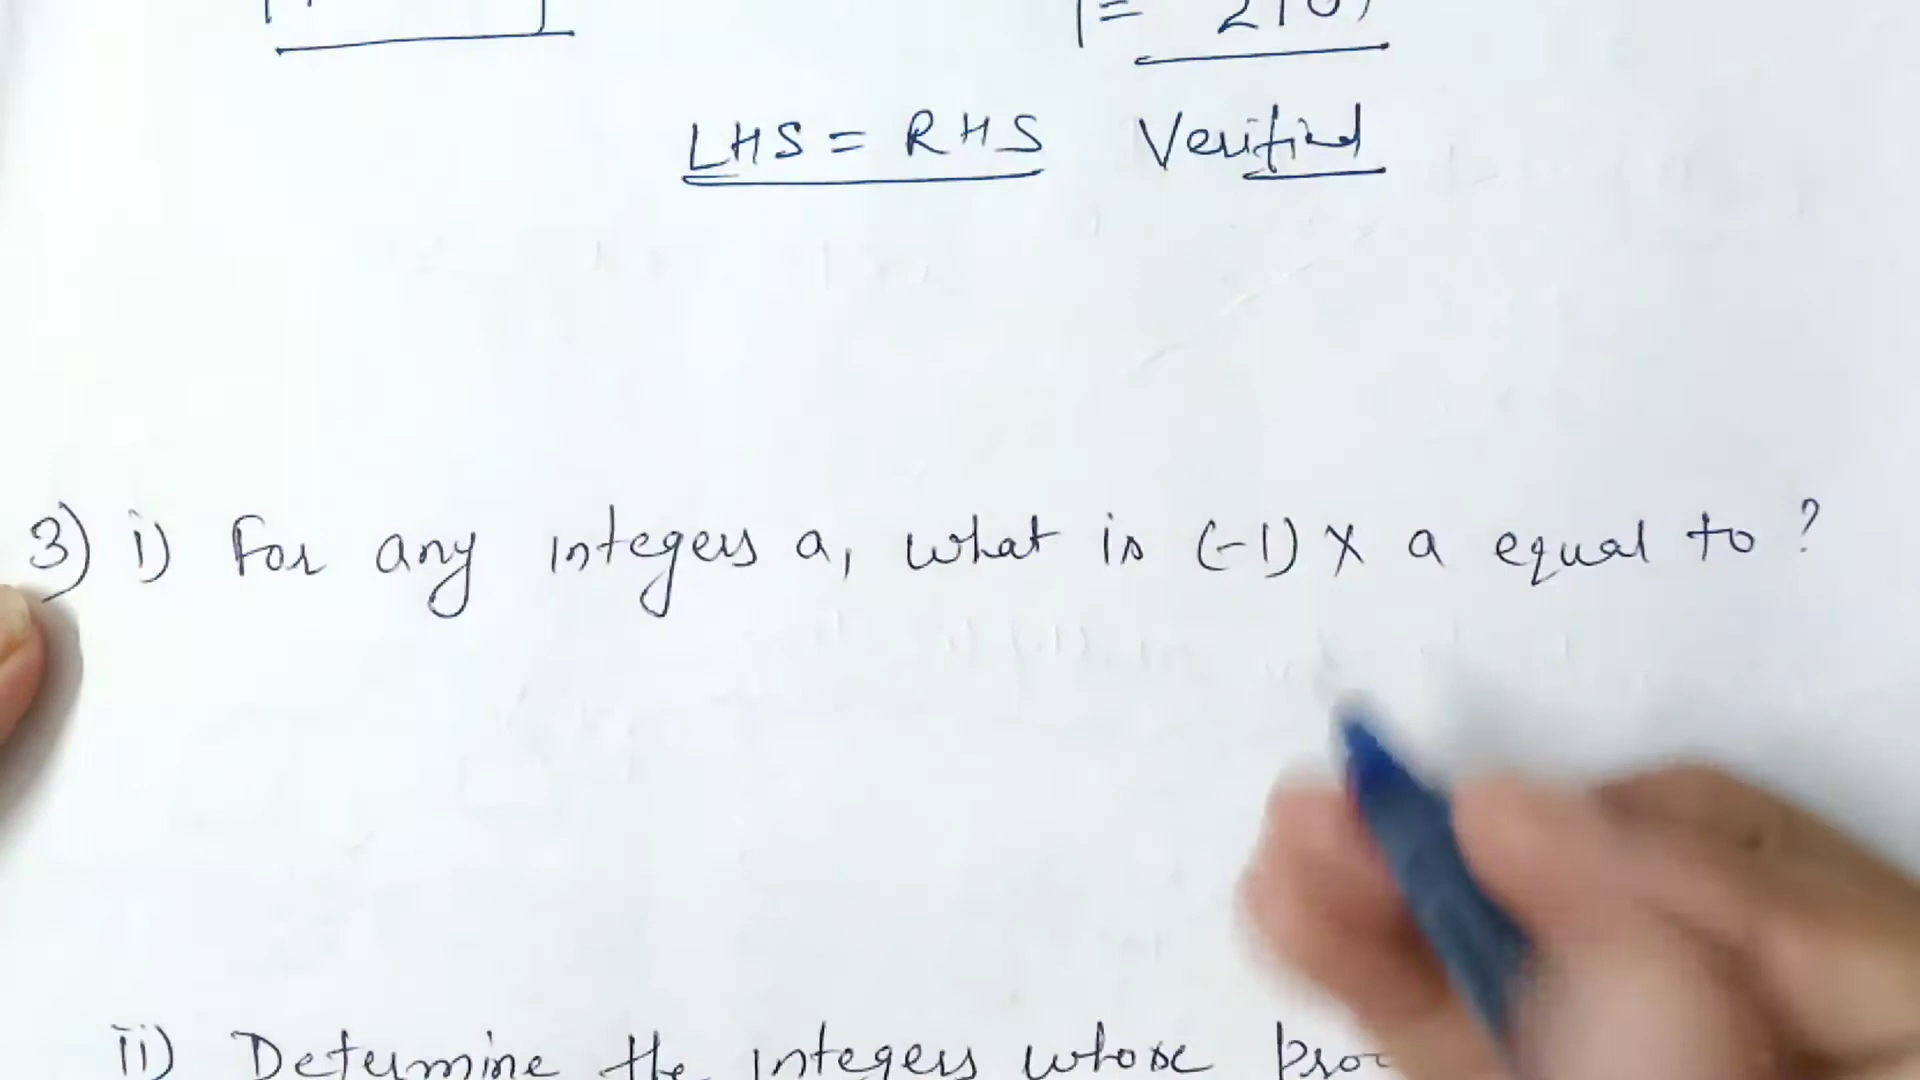 LHS = RHS Verified
3) i) For any integers a, what is (-1) × a equal to ?
ii) Determine the integers whose